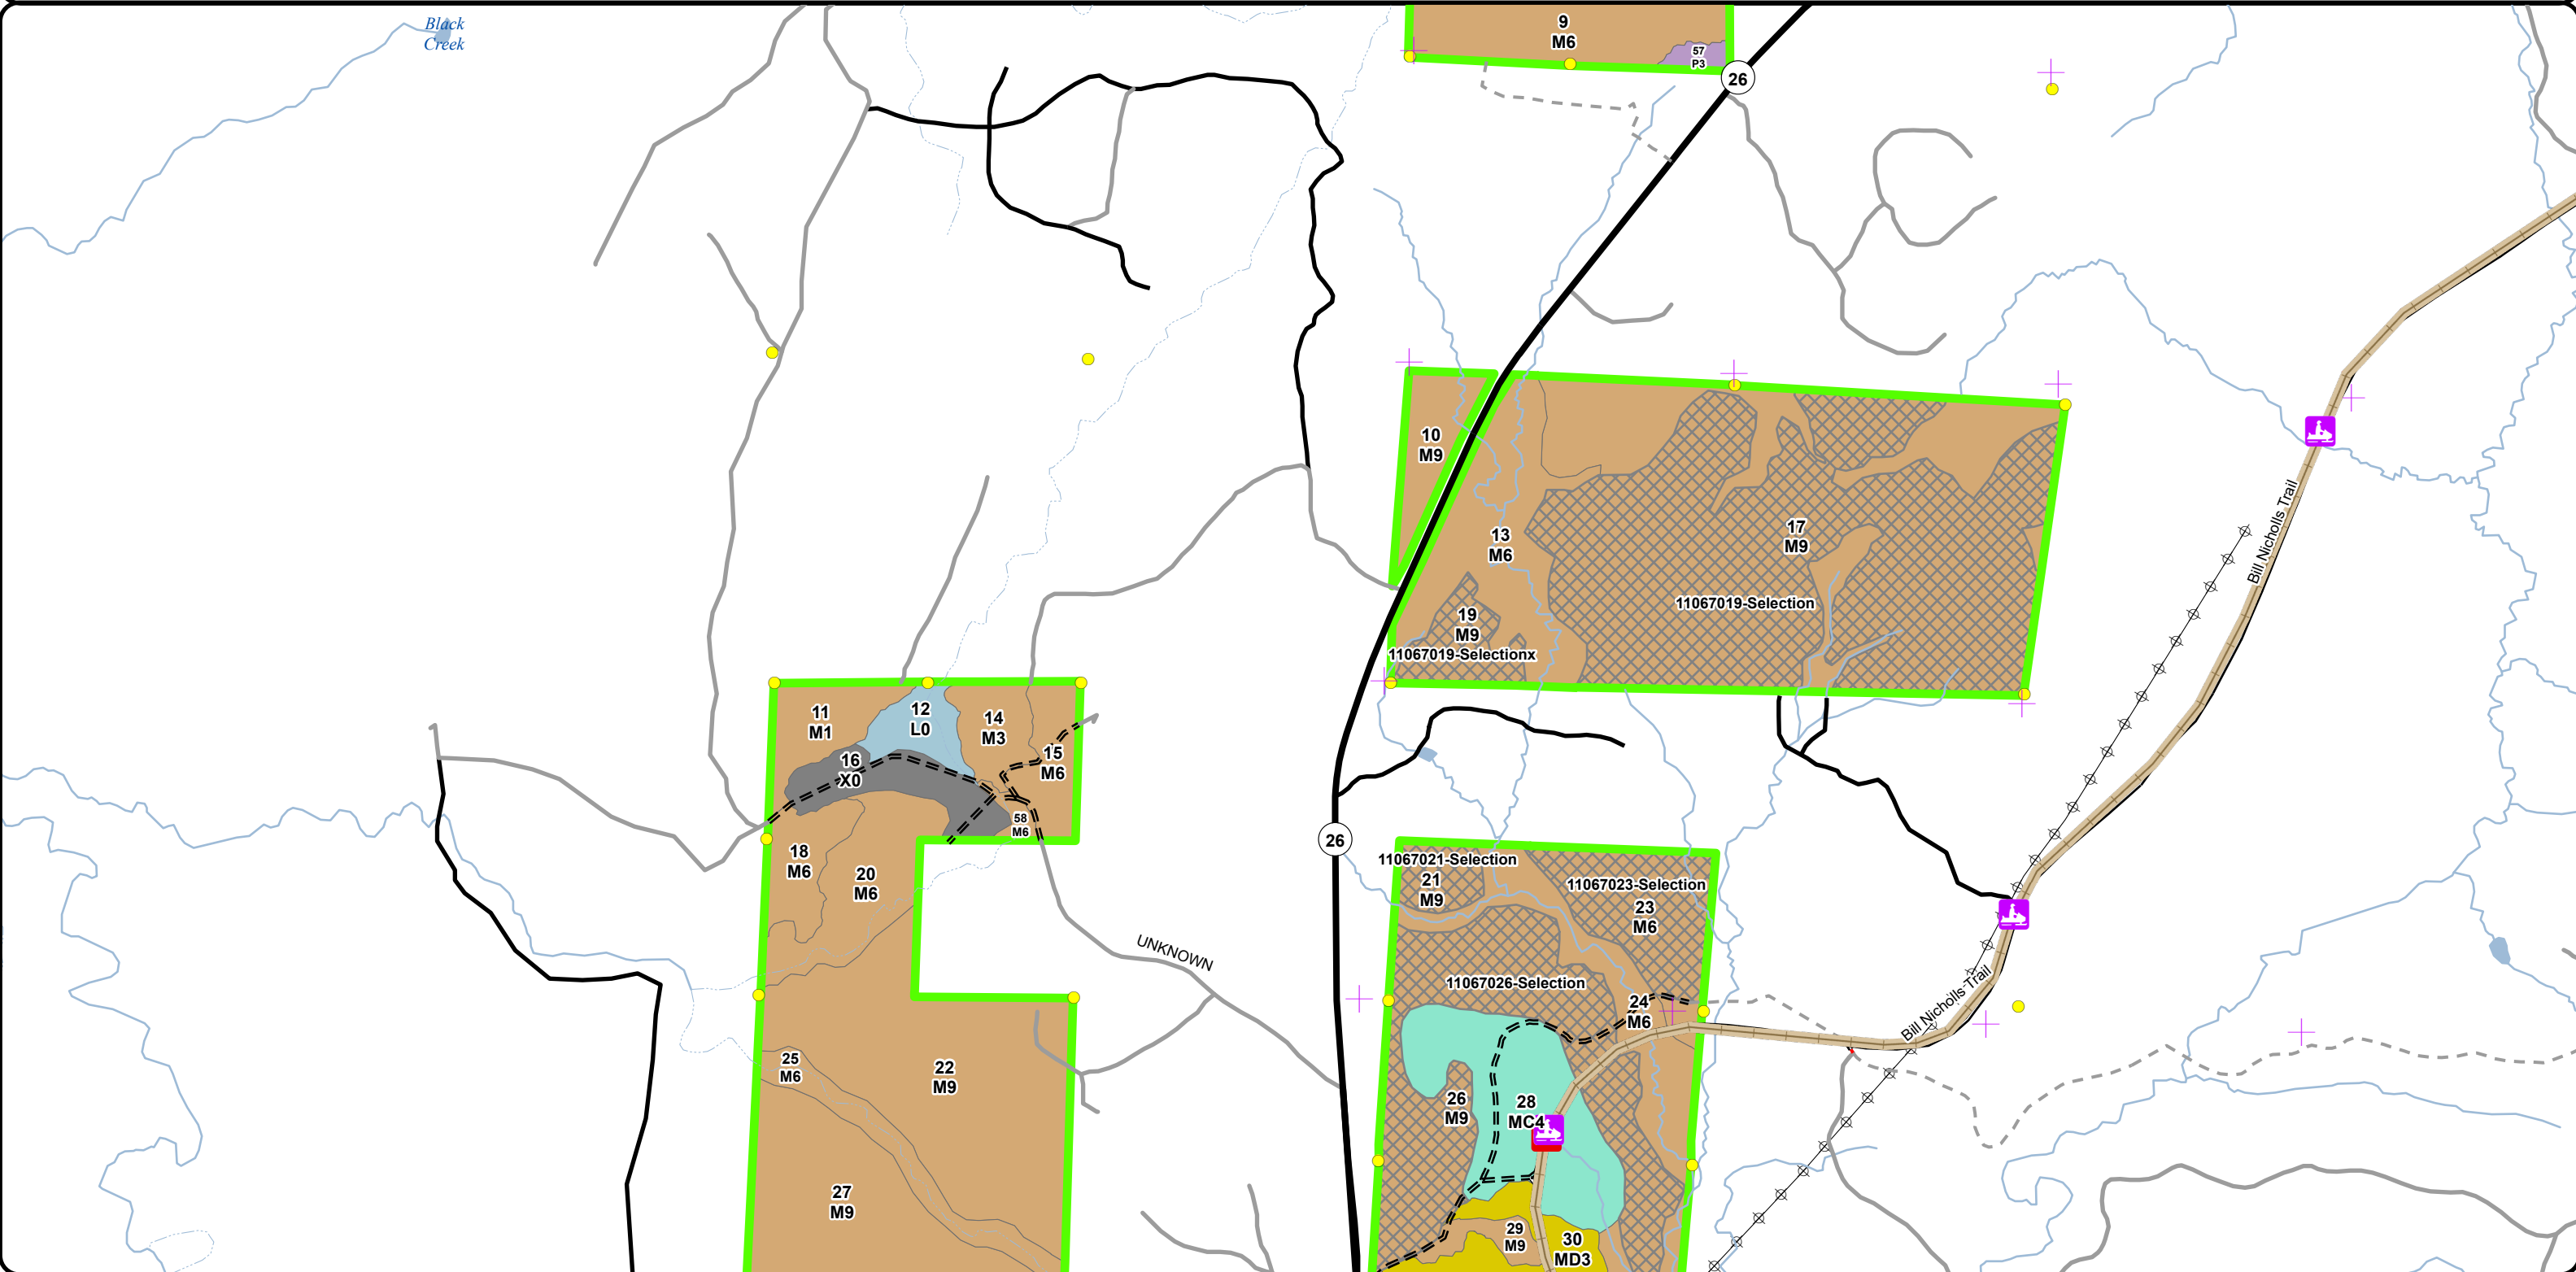 Black
Creek
9
M6
57
P3
26
10
M9
13
M6
17
M9
11067019-Selection
19
M9
11067019-Selectionx
Bill Nicholls Trail
11
M1
12
L0
14
M3
15
M6
16
X0
58
M6
18
M6
20
M6
26
11067021-Selection
21
M9
11067023-Selection
23
M6
UNKNOWN
11067026-Selection
24
M6
Bill Nicholls Trail
25
M6
22
M9
26
M9
28
MC4
27
M9
29
M9
30
MD3